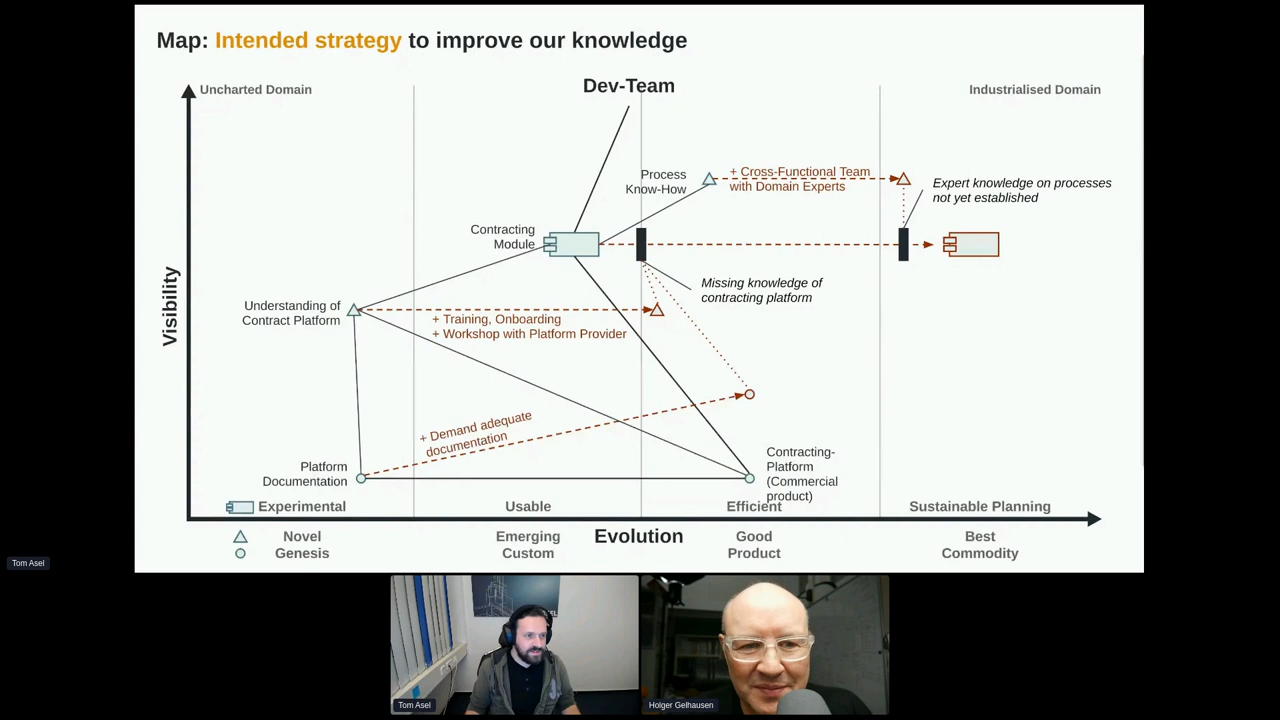 Map: Intended strategy to improve our knowledge
Dev-Team
Uncharted Domain
Industrialised Domain
Process
Know-How
+ Cross-Functional Team
with Domain Experts
Expert knowledge on processes
not yet established
Contracting
Module
Missing knowledge of
contracting platform
Visibility
Understanding of
Contract Platform
+ Training, Onboarding
+ Workshop with Platform Provider
+ Demand adequate
documentation
Platform
Documentation
Contracting-
Platform
(Commercial
product)
Experimental
Usable
Efficient
Sustainable Planning
Novel
Emerging
Evolution
Good
Best
Genesis
Custom
Product
Commodity
Tom Asel
Tom Asel
Holger Gelhausen